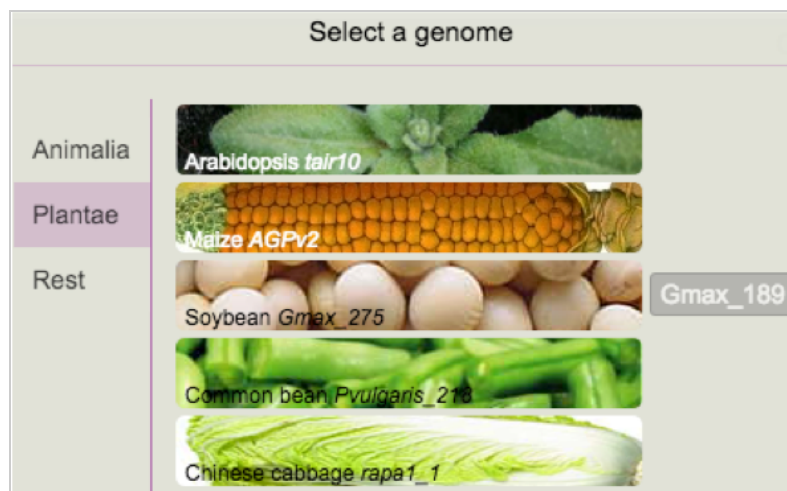 Select a genome
Animalia
Plantae
Rest
Arabidopsis tair10
Maize AGPv2
Soybean Gmax_275
Gmax_189
Common bean Pvulgaris_218
Chinese cabbage rapa1_1